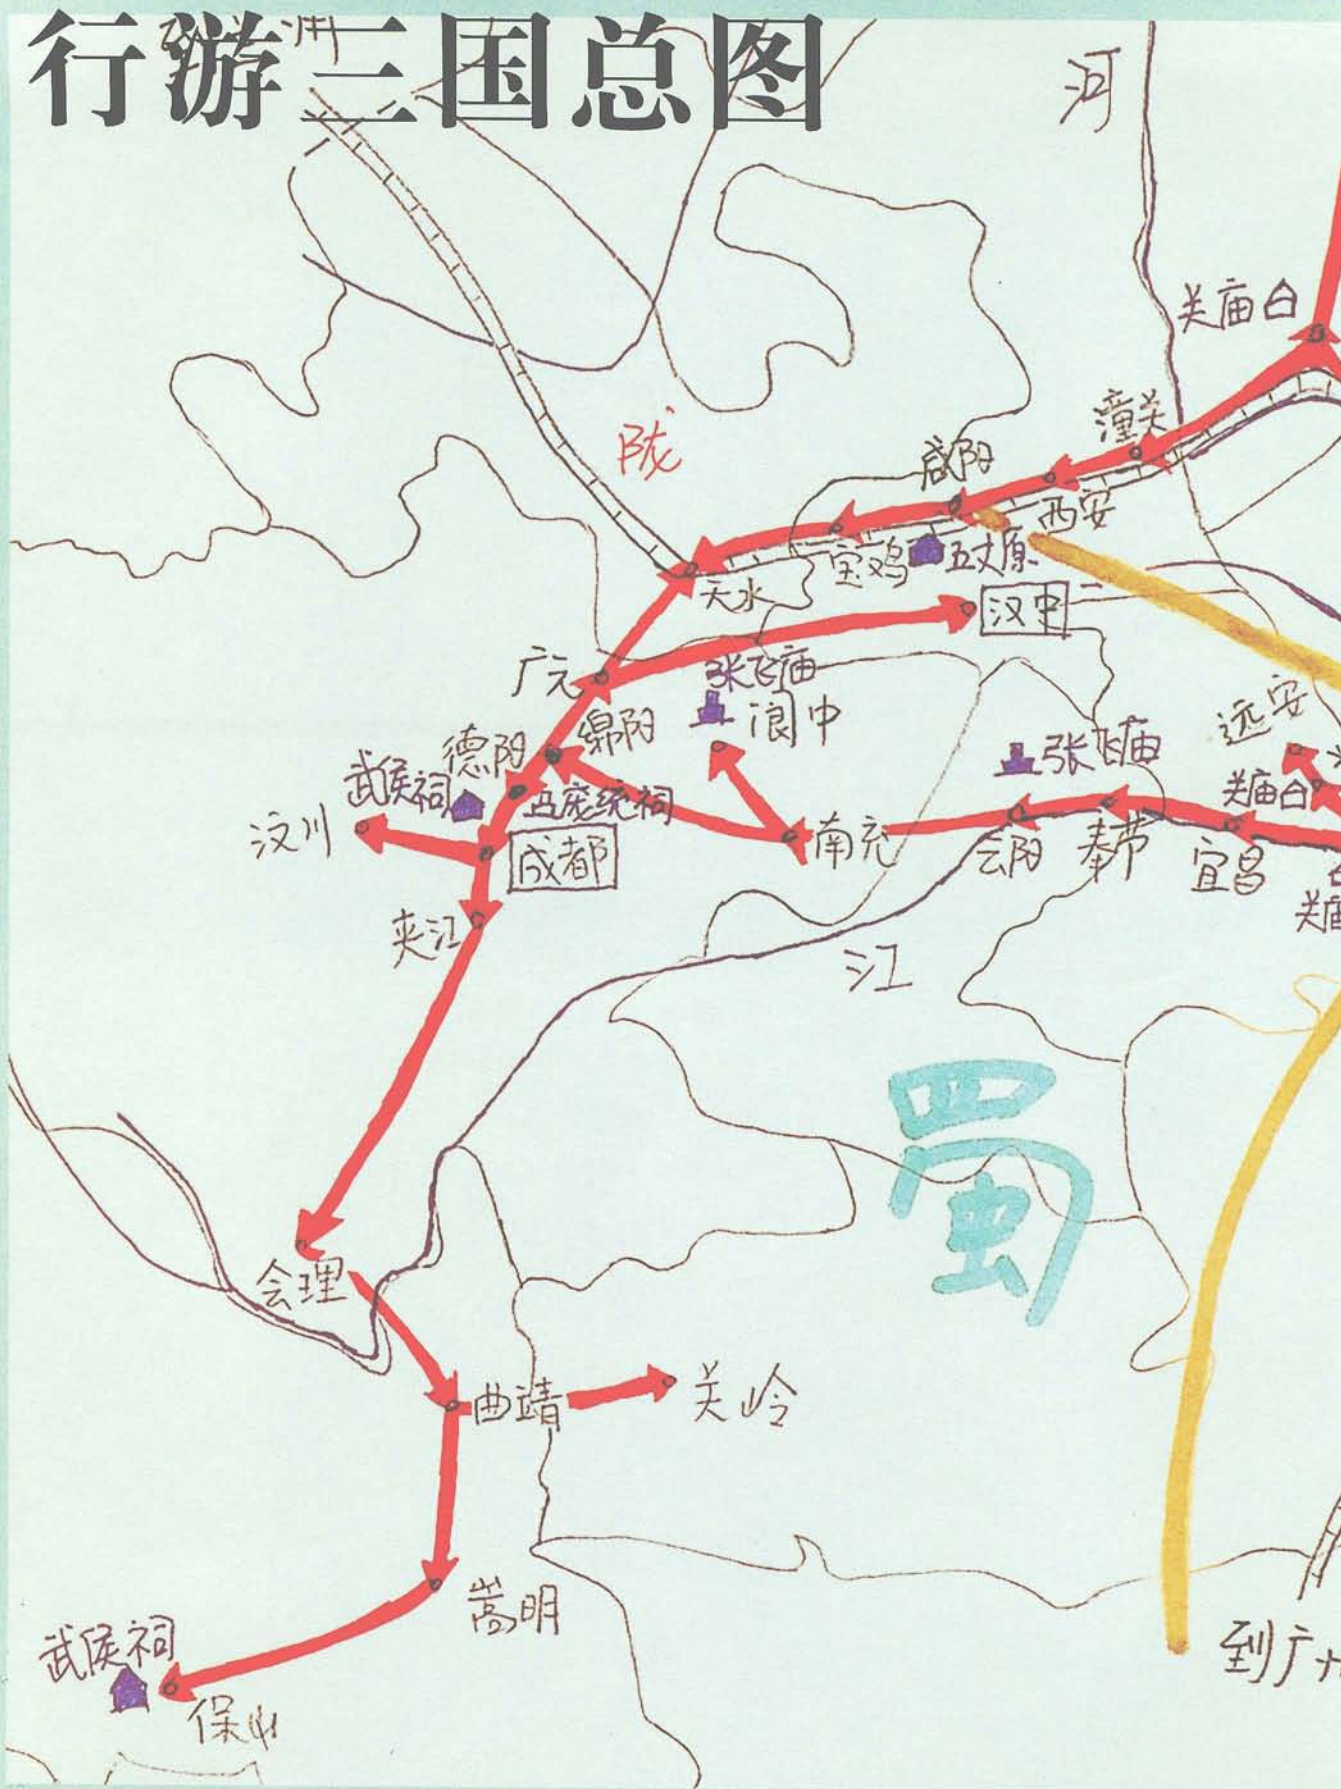 行游三国总图
河
关庙
陇
潼关
咸阳
西安
宝鸡
五丈原
天水
汉中
广元
张飞庙
浪中
远安
德阳
绵阳
武侯祠
庞统祠
张飞庙
关庙
汶川
成都
南充
云阳
奉节
宜昌
夹江
江
蜀
会理
曲靖
关岭
嵩明
武侯祠
保山
到广州